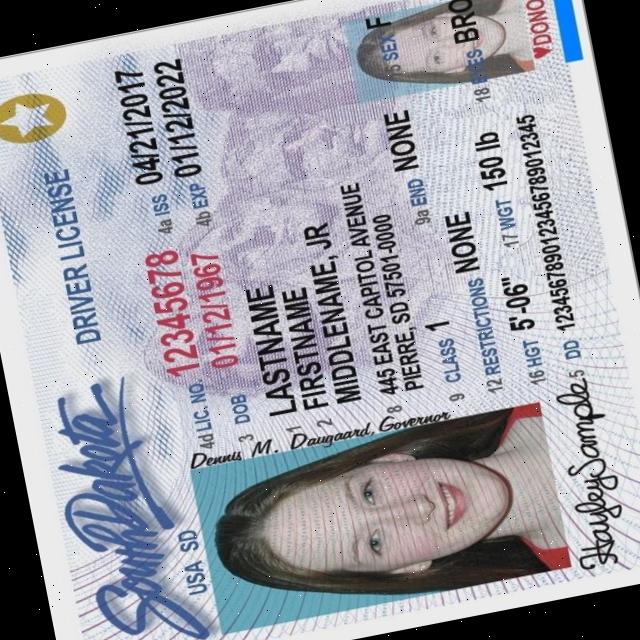 South Dakota
DRIVER LICENSE
USA SD
4d LIC. NO. 12345678
4a ISS 04/21/2017
3 DOB 01/12/1967
4b EXP 01/12/2022
Dennis M. Daugaard, Governor
1 LASTNAME
FIRSTNAME
2 MIDDLENAME, JR
8 445 EAST CAPITOL AVENUE
PIERRE, SD 57501-0000
9 CLASS 1
9a END NONE
15 SEX F
12 RESTRICTIONS NONE
16 HGT 5'-06"
17 WGT 150 lb
18 EYES BRO
5 DD 1234567890123456789012345
DONO
Hayley Sample